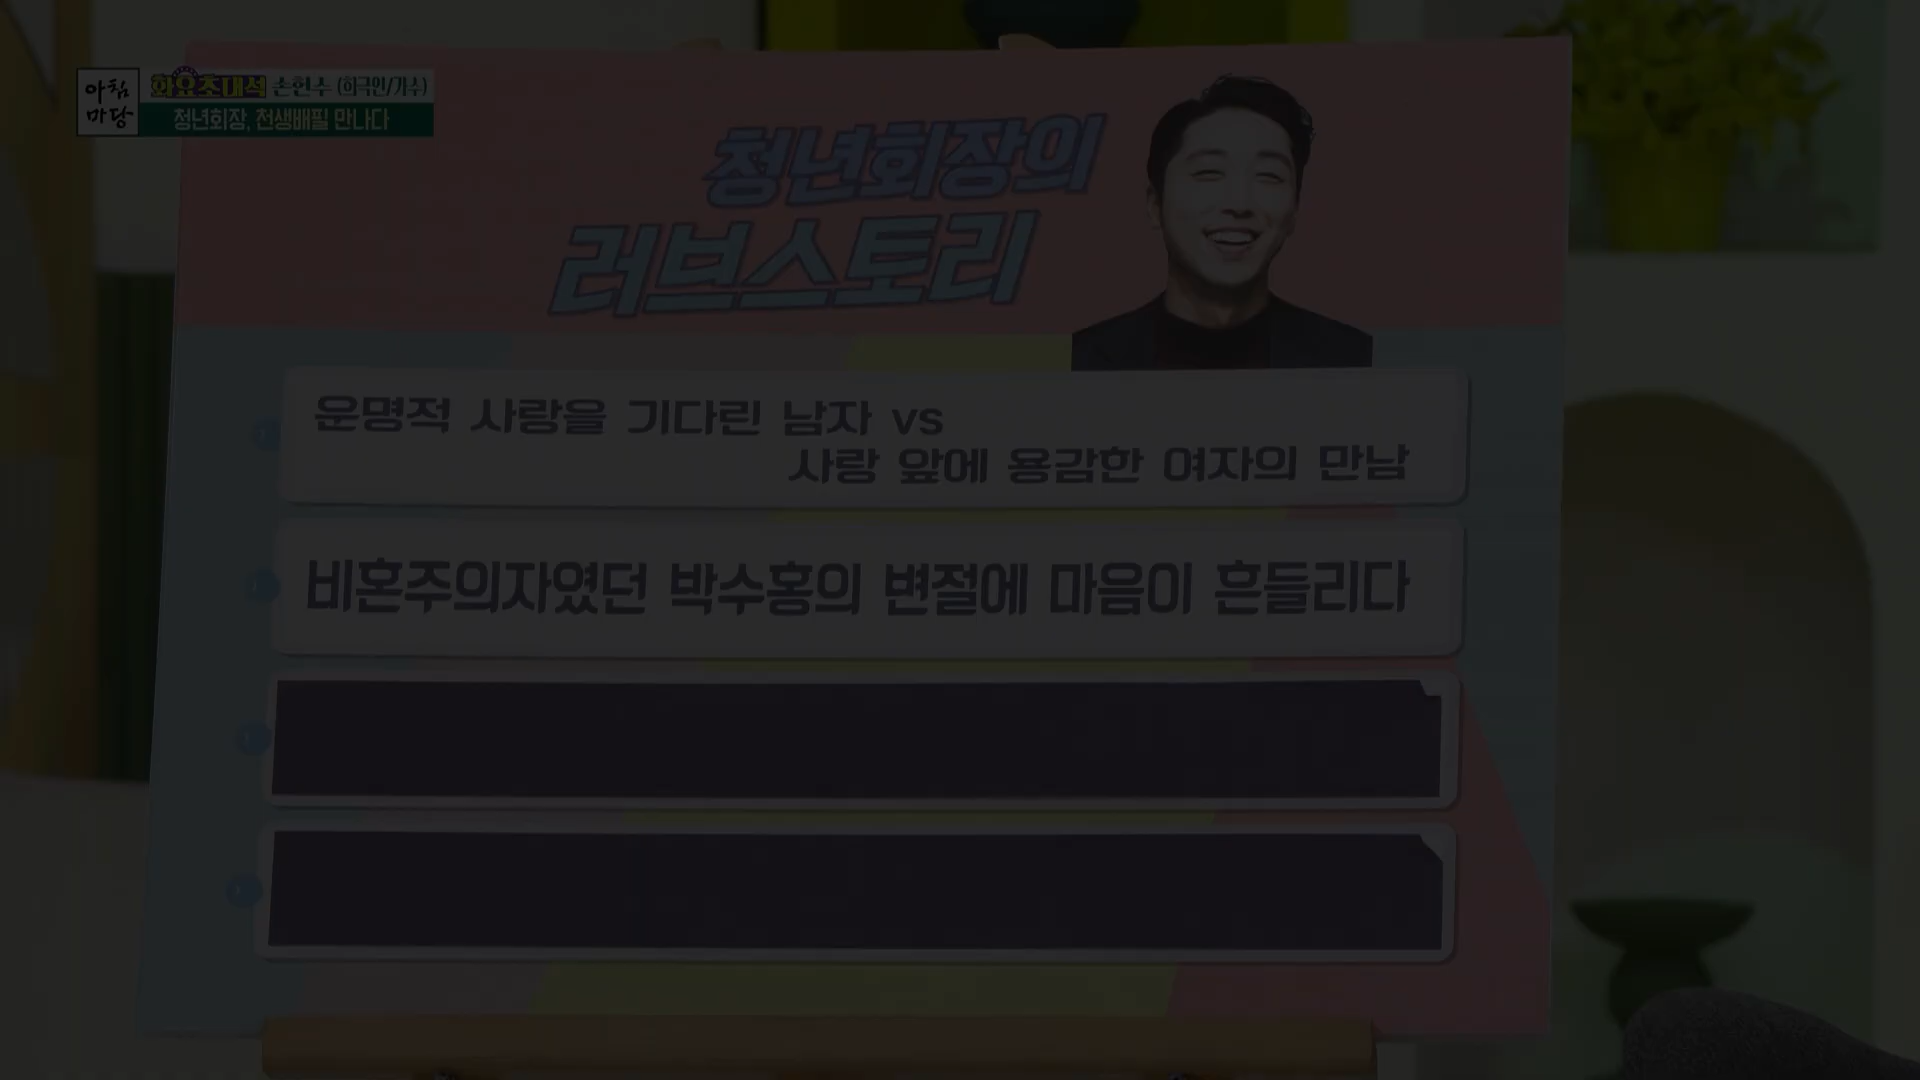 아침
마당
화요초대석 손헌수 (희극인/가수)
청년회장, 천생배필 만나다
청년회장의
러브스토리
운명적 사랑을 기다린 남자 vs
사랑 앞에 용감한 여자의 만남
비혼주의자였던 박수홍의 변절에 마음이 흔들리다